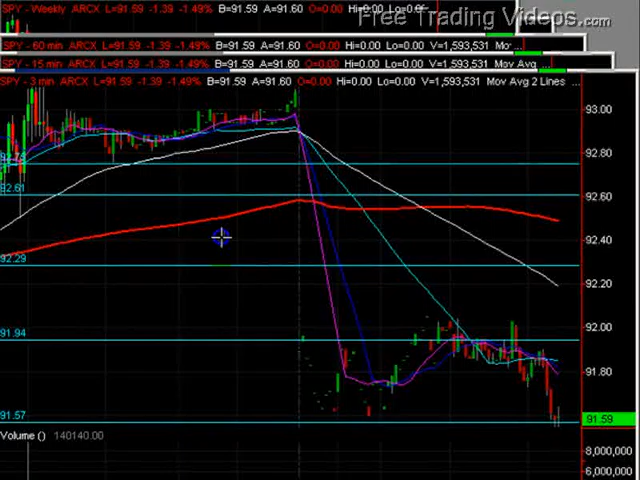 SPY - Weekly ARCX L=91.59 -1.39 -1.49% B=91.59 A=91.60 O=0.00 Hi=0.00 Lo=0.0
Free Trading Videos.com
SPY - 60 min ARCX L=91.59 -1.39 -1.49% B=91.59 A=91.60 O=0.00 Hi=0.00 Lo=0.00 V=1,593,531 Mo ...
SPY - 15 min ARCX L=91.59 -1.39 -1.49% B=91.59 A=91.60 O=0.00 Hi=0.00 Lo=0.00 V=1,593,531 Mov Avg ...
SPY - 3 min ARCX L=91.59 -1.39 -1.49% B=91.59 A=91.60 O=0.00 Hi=0.00 Lo=0.00 V=1,593,531 Mov Avg 2 Lines ...
93.00
92.80
92.61
92.60
92.40
92.29
92.20
92.00
91.94
91.80
91.57
91.59
Volume () 140140.00
8,000,000
6,000,000